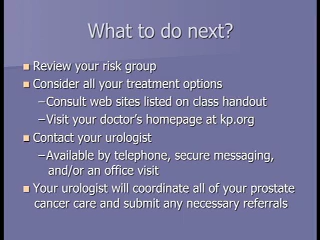 What to do next?
Review your risk group
Consider all your treatment options
–Consult web sites listed on class handout
–Visit your doctor's homepage at kp.org
Contact your urologist
–Available by telephone, secure messaging,
and/or an office visit
Your urologist will coordinate all of your prostate
cancer care and submit any necessary referrals